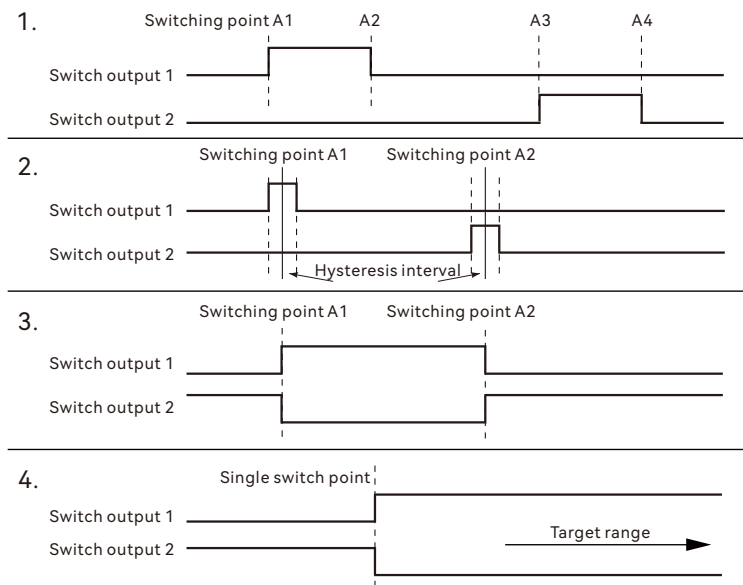 1.
Switching point A1 A2 A3 A4
Switch output 1
Switch output 2
2.
Switching point A1 Switching point A2
Switch output 1
Switch output 2
Hysteresis interval
3.
Switching point A1 Switching point A2
Switch output 1
Switch output 2
4.
Single switch point
Switch output 1
Target range
Switch output 2